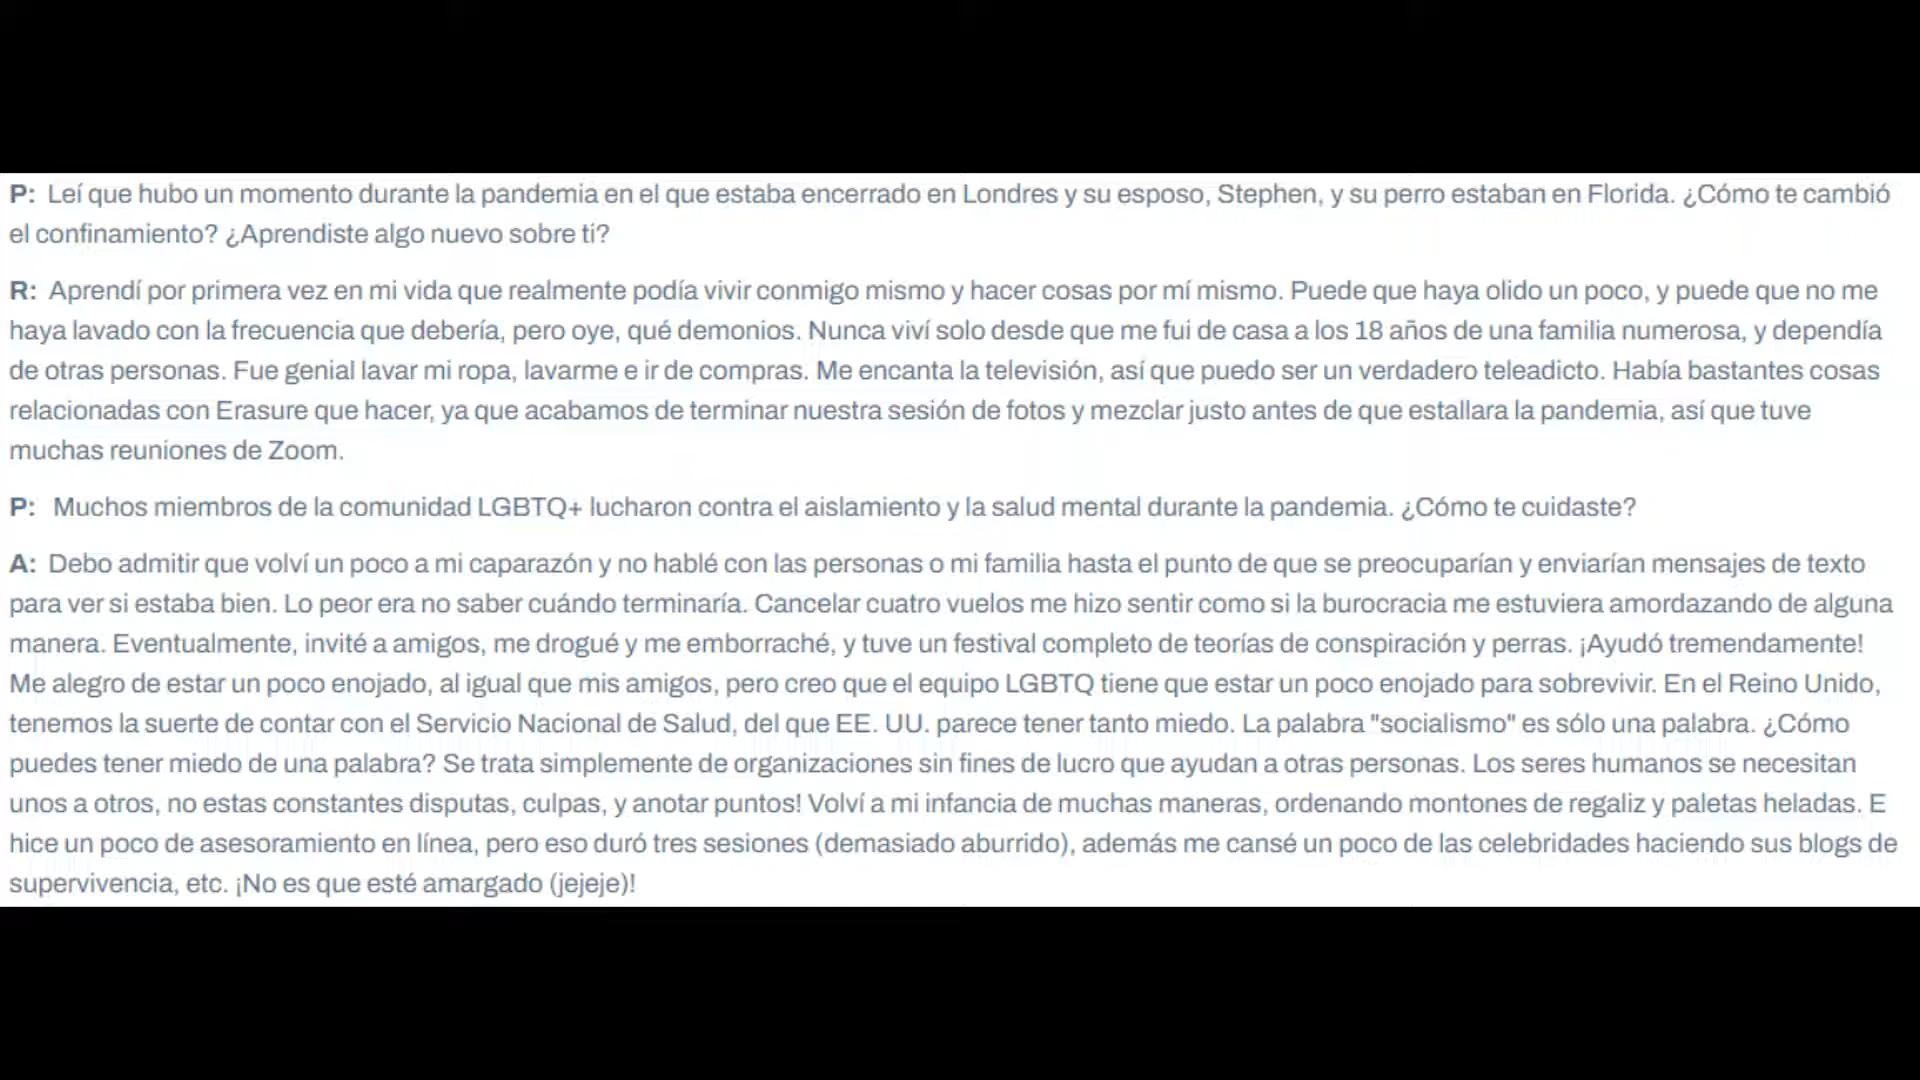 P: Leí que hubo un momento durante la pandemia en el que estaba encerrado en Londres y su esposo, Stephen, y su perro estaban en Florida. ¿Cómo te cambió
el confinamiento? ¿Aprendiste algo nuevo sobre ti?
R: Aprendí por primera vez en mi vida que realmente podía vivir conmigo mismo y hacer cosas por mí mismo. Puede que haya olido un poco, y puede que no me
haya lavado con la frecuencia que debería, pero oye, qué demonios. Nunca viví solo desde que me fui de casa a los 18 años de una familia numerosa, y dependía
de otras personas. Fue genial lavar mi ropa, lavarme e ir de compras. Me encanta la televisión, así que puedo ser un verdadero teleadicto. Había bastantes cosas
relacionadas con Erasure que hacer, ya que acabamos de terminar nuestra sesión de fotos y mezclar justo antes de que estallara la pandemia, así que tuve
muchas reuniones de Zoom.
P: Muchos miembros de la comunidad LGBTQ+ lucharon contra el aislamiento y la salud mental durante la pandemia. ¿Cómo te cuidaste?
A: Debo admitir que volví un poco a mi caparazón y no hablé con las personas o mi familia hasta el punto de que se preocuparían y enviarían mensajes de texto
para ver si estaba bien. Lo peor era no saber cuándo terminaría. Cancelar cuatro vuelos me hizo sentir como si la burocracia me estuviera amordazando de alguna
manera. Eventualmente, invité a amigos, me drogué y me emborraché, y tuve un festival completo de teorías de conspiración y perras. ¡Ayudó tremendamente!
Me alegro de estar un poco enojado, al igual que mis amigos, pero creo que el equipo LGBTQ tiene que estar un poco enojado para sobrevivir. En el Reino Unido,
tenemos la suerte de contar con el Servicio Nacional de Salud, del que EE. UU. parece tener tanto miedo. La palabra "socialismo" es sólo una palabra. ¿Cómo
puedes tener miedo de una palabra? Se trata simplemente de organizaciones sin fines de lucro que ayudan a otras personas. Los seres humanos se necesitan
unos a otros, no estas constantes disputas, culpas, y anotar puntos! Volví a mi infancia de muchas maneras, ordenando montones de regaliz y paletas heladas. E
hice un poco de asesoramiento en línea, pero eso duró tres sesiones (demasiado aburrido), además me cansé un poco de las celebridades haciendo sus blogs de
supervivencia, etc. ¡No es que esté amargado (jejeje)!